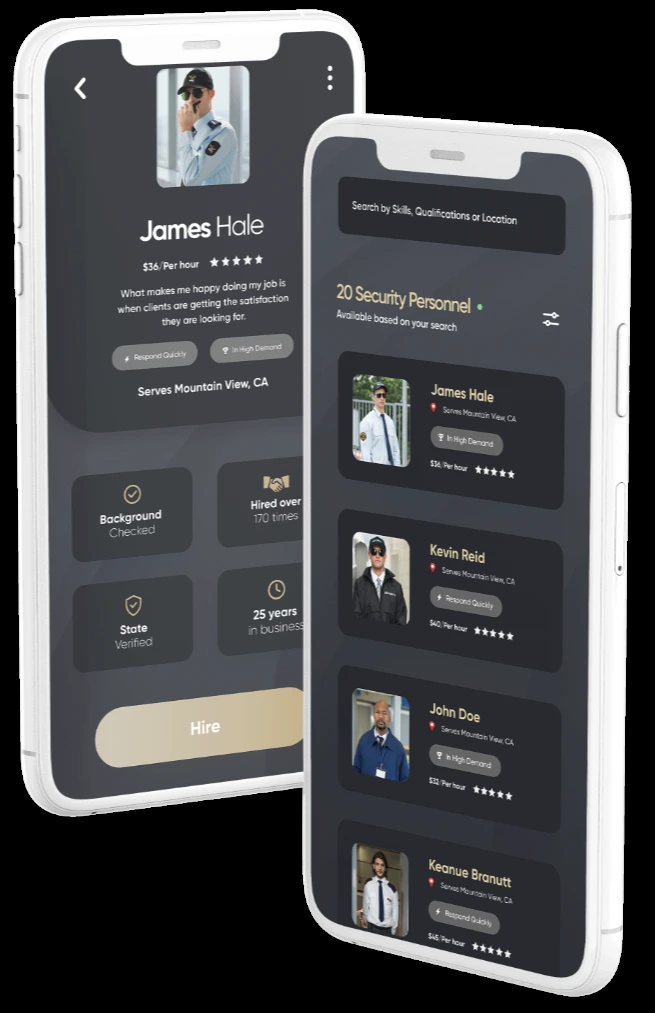 James Hale
$36/Per hour
What makes me happy doing my job is
when clients are getting the satisfaction
they are looking for.
Respond Quickly
In High Demand
Serves Mountain View, CA
Background
Checked
Hired over
170 times
State
Verified
25 years
in business
Hire
Search by Skills, Qualifications or Location
20 Security Personnel
Available based on your search
James Hale
Serves Mountain View, CA
In High Demand
$36/Per hour
Kevin Reid
Serves Mountain View, CA
Respond Quickly
$40/Per hour
John Doe
Serves Mountain View, CA
In High Demand
$32/Per hour
Keanue Branutt
Serves Mountain View, CA
Respond Quickly
$45/Per hour